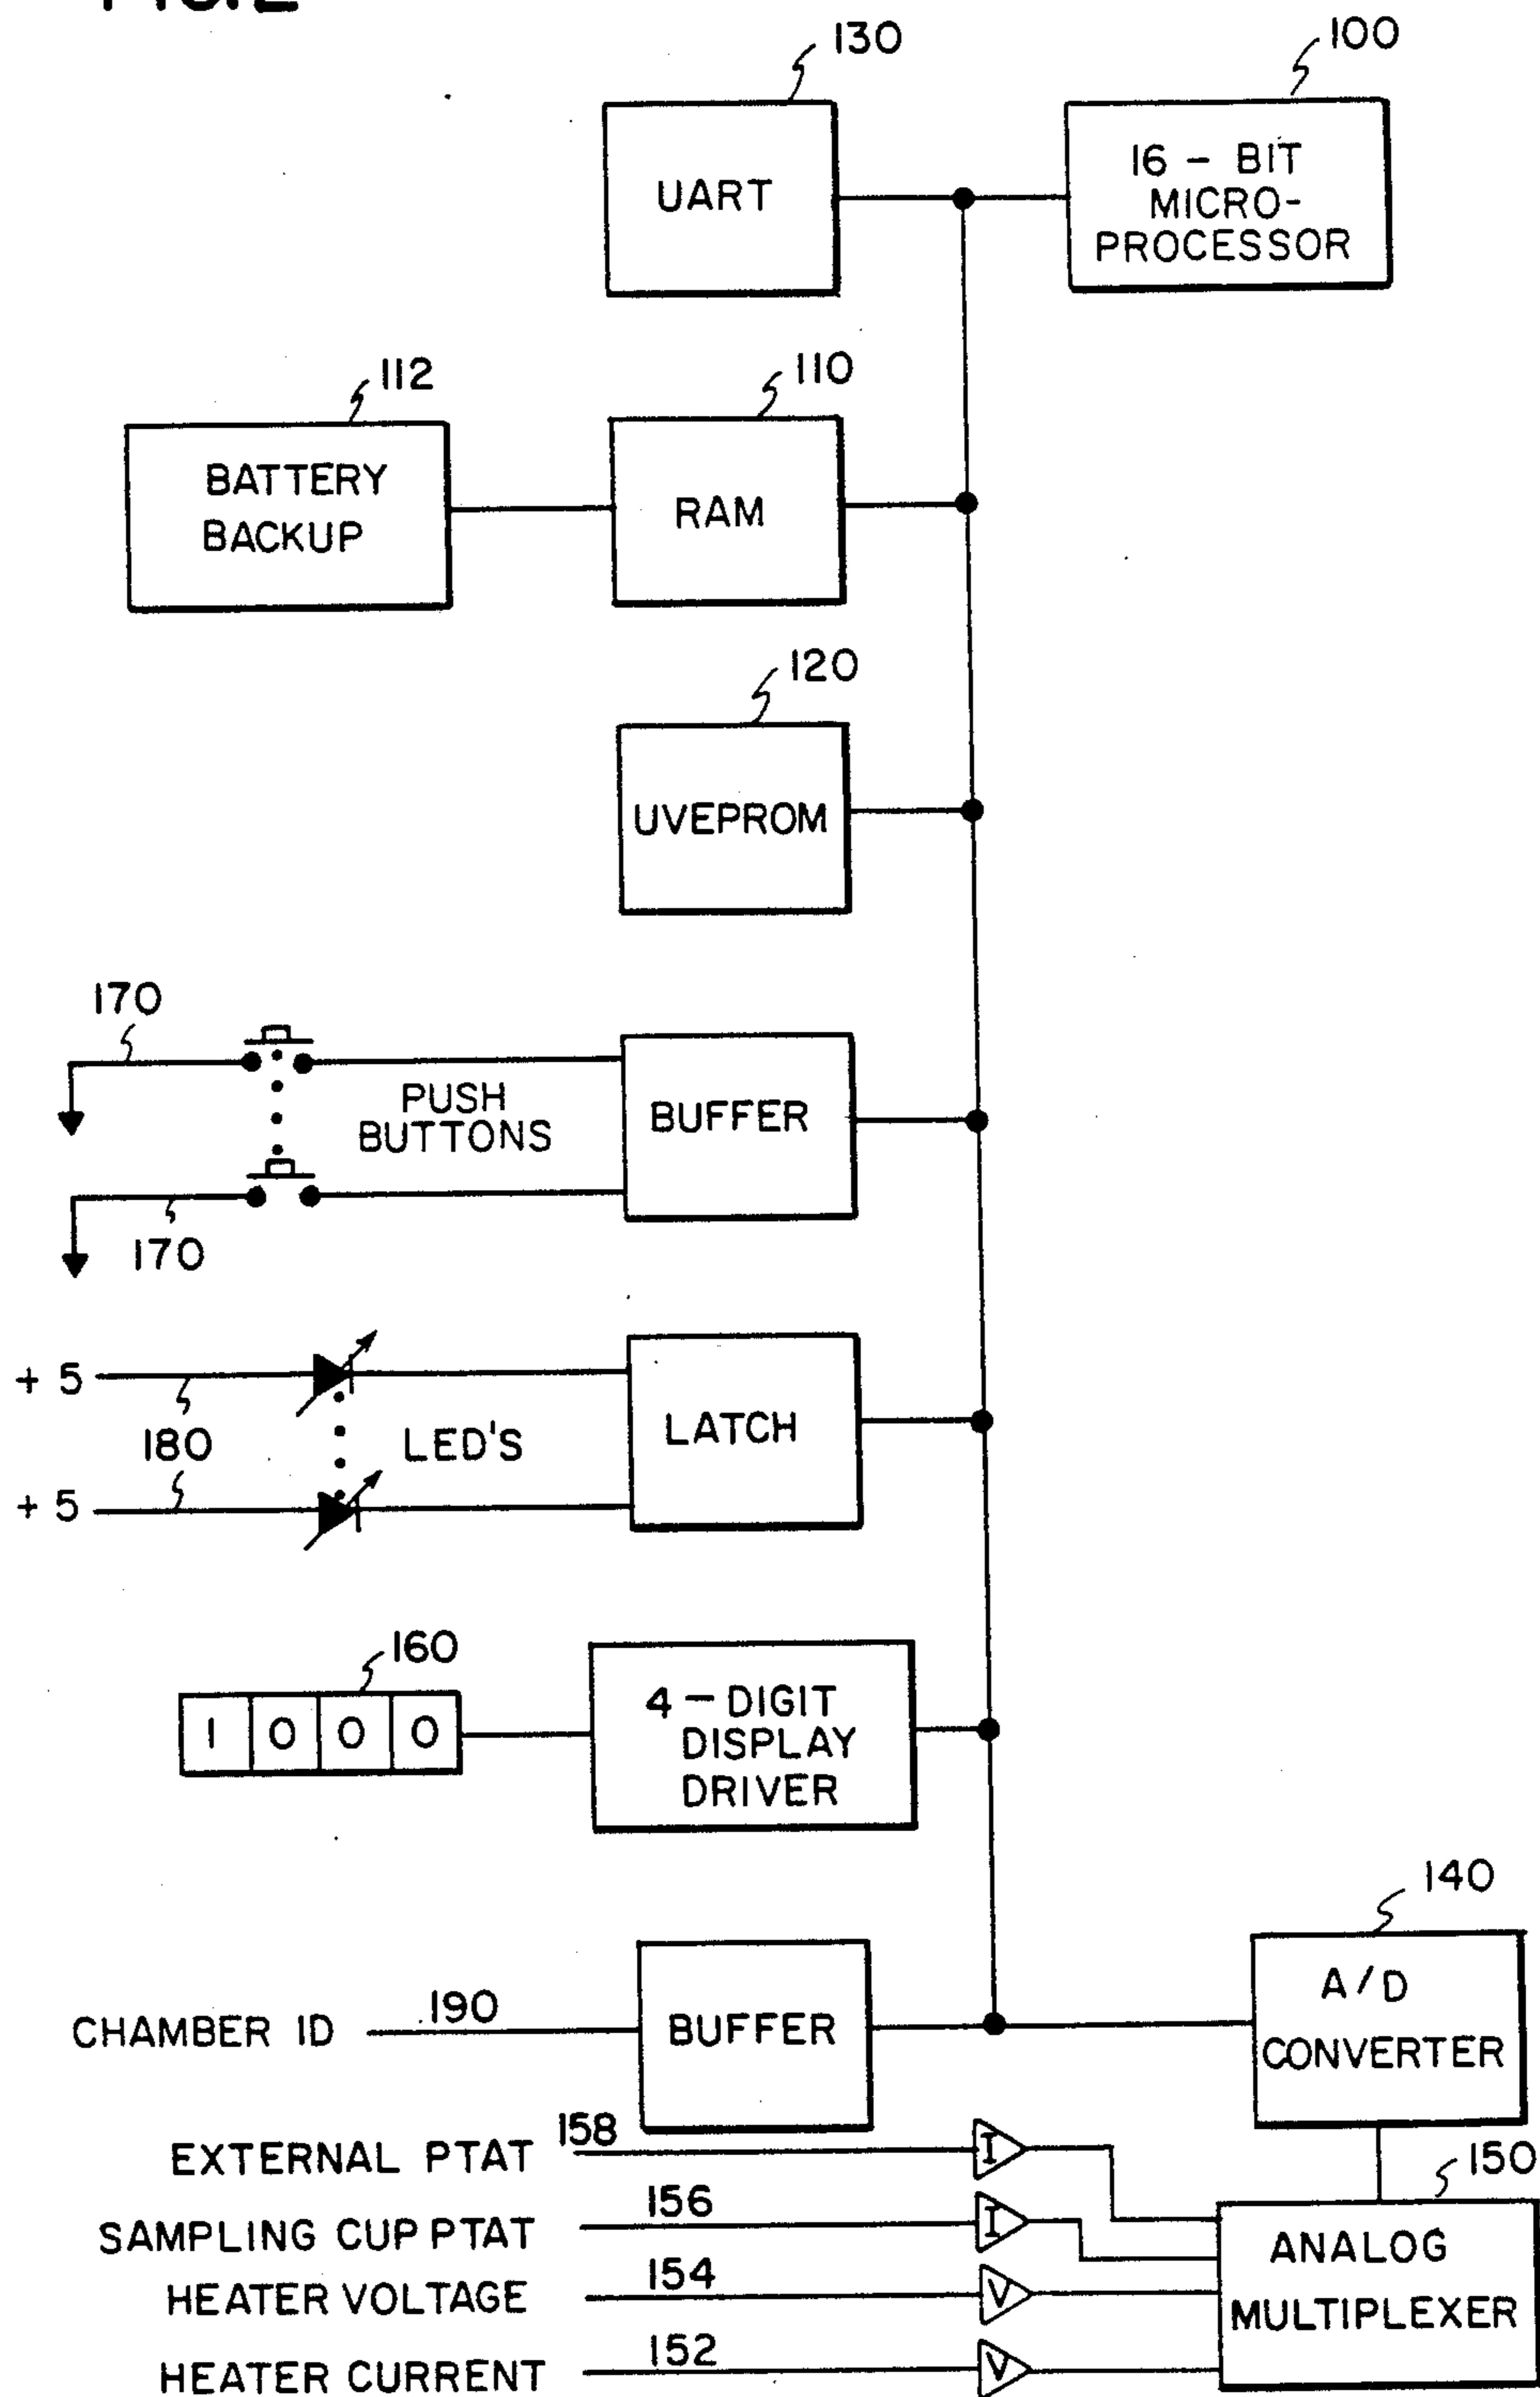 130
100
UART
16 - BIT
MICRO-
PROCESSOR
112
110
BATTERY
BACKUP
RAM
120
UVEPROM
170
PUSH
BUTTONS
BUFFER
170
+ 5
180
LED'S
LATCH
+ 5
160
1 0 0 0
4 - DIGIT
DISPLAY
DRIVER
140
A/D
CONVERTER
CHAMBER ID 190
BUFFER
EXTERNAL PTAT 158
I
150
SAMPLING CUP PTAT 156
I
ANALOG
MULTIPLEXER
HEATER VOLTAGE 154
V
HEATER CURRENT 152
V